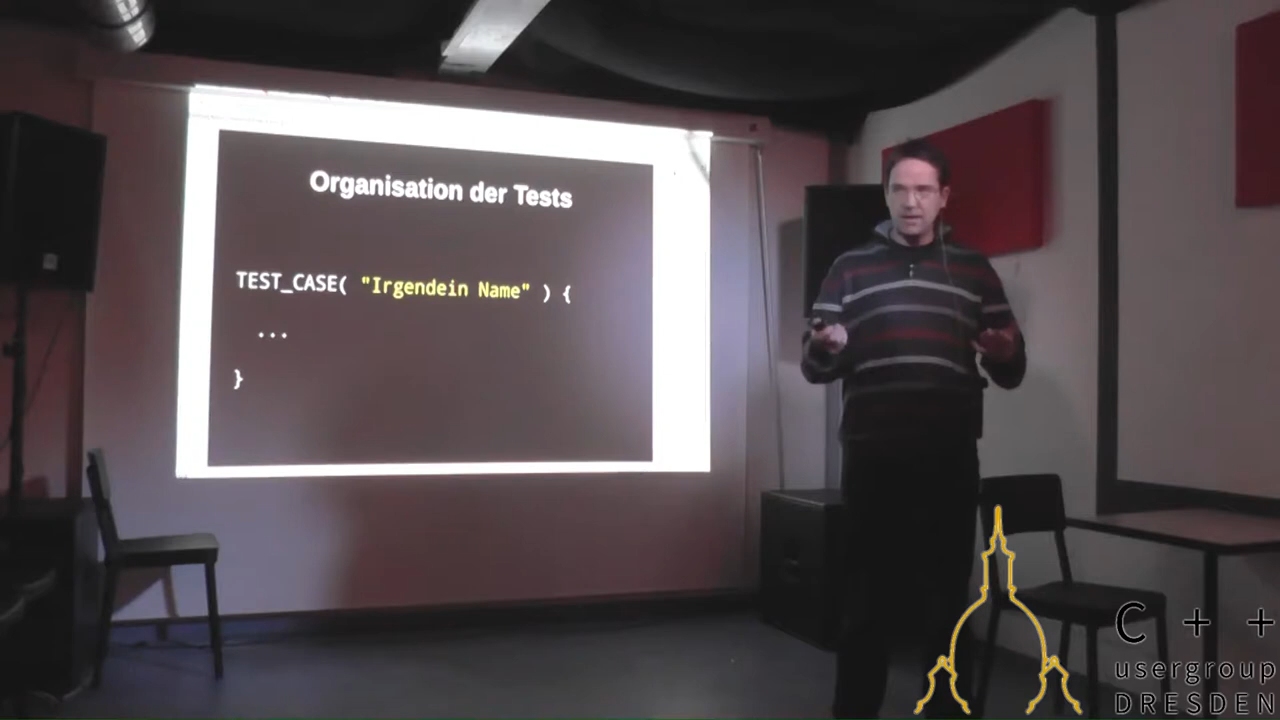 Organisation der Tests
TEST_CASE( "Irgendein Name" ) {
...
}
C + +
usergroup
DRESDEN